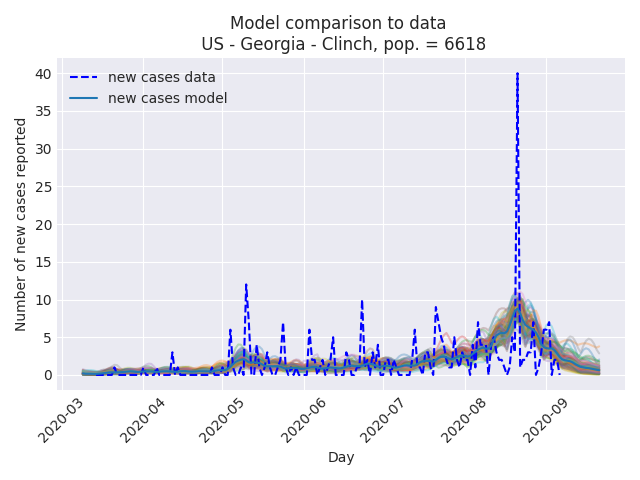 Model comparison to data
US - Georgia - Clinch, pop. = 6618
new cases data
new cases model
Number of new cases reported
40
35
30
25
20
15
10
5
0
2020-03
2020-04
2020-05
2020-06
2020-07
2020-08
2020-09
Day